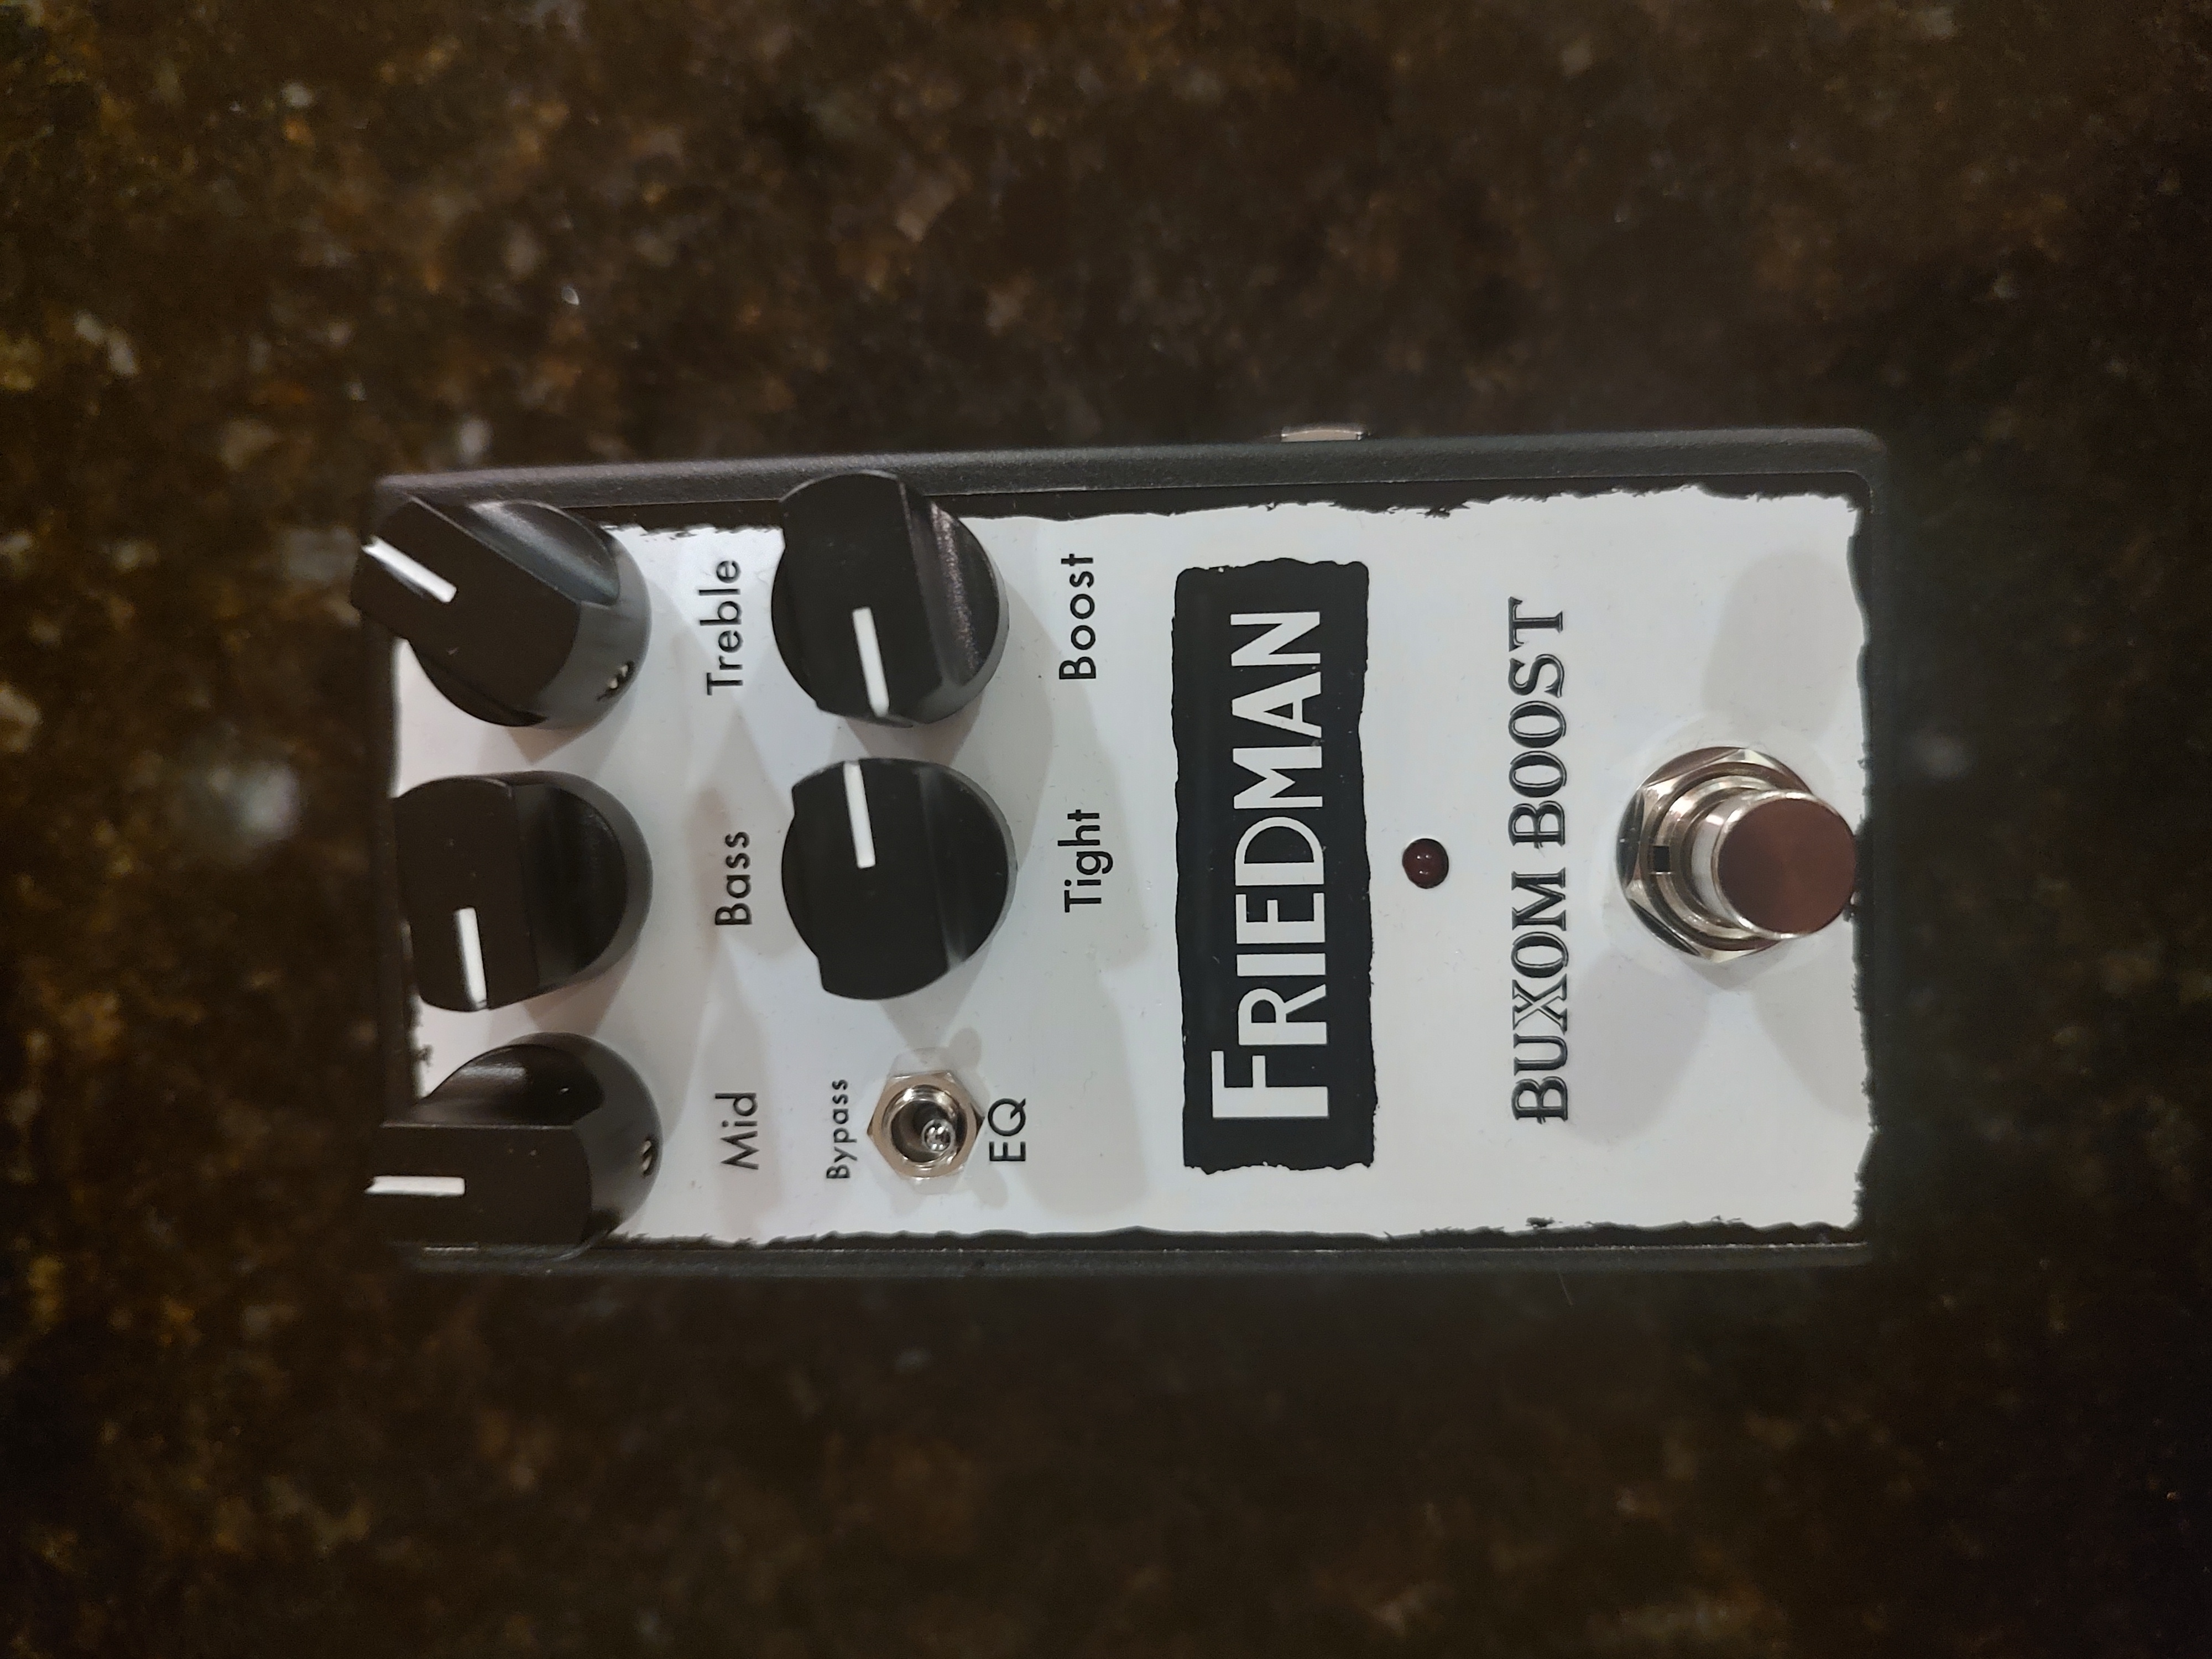 Mid Bass Treble
Bypass
EQ Tight Boost
FRIEDMAN
BUXOM BOOST